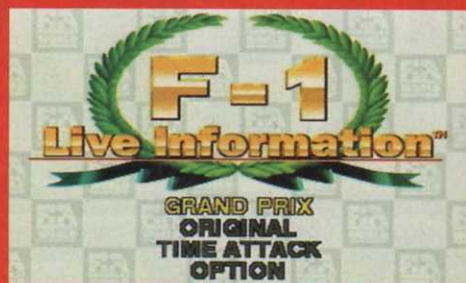 F-1
Live Information™
GRAND PRIX
ORIGINAL
TIME ATTACK
OPTION